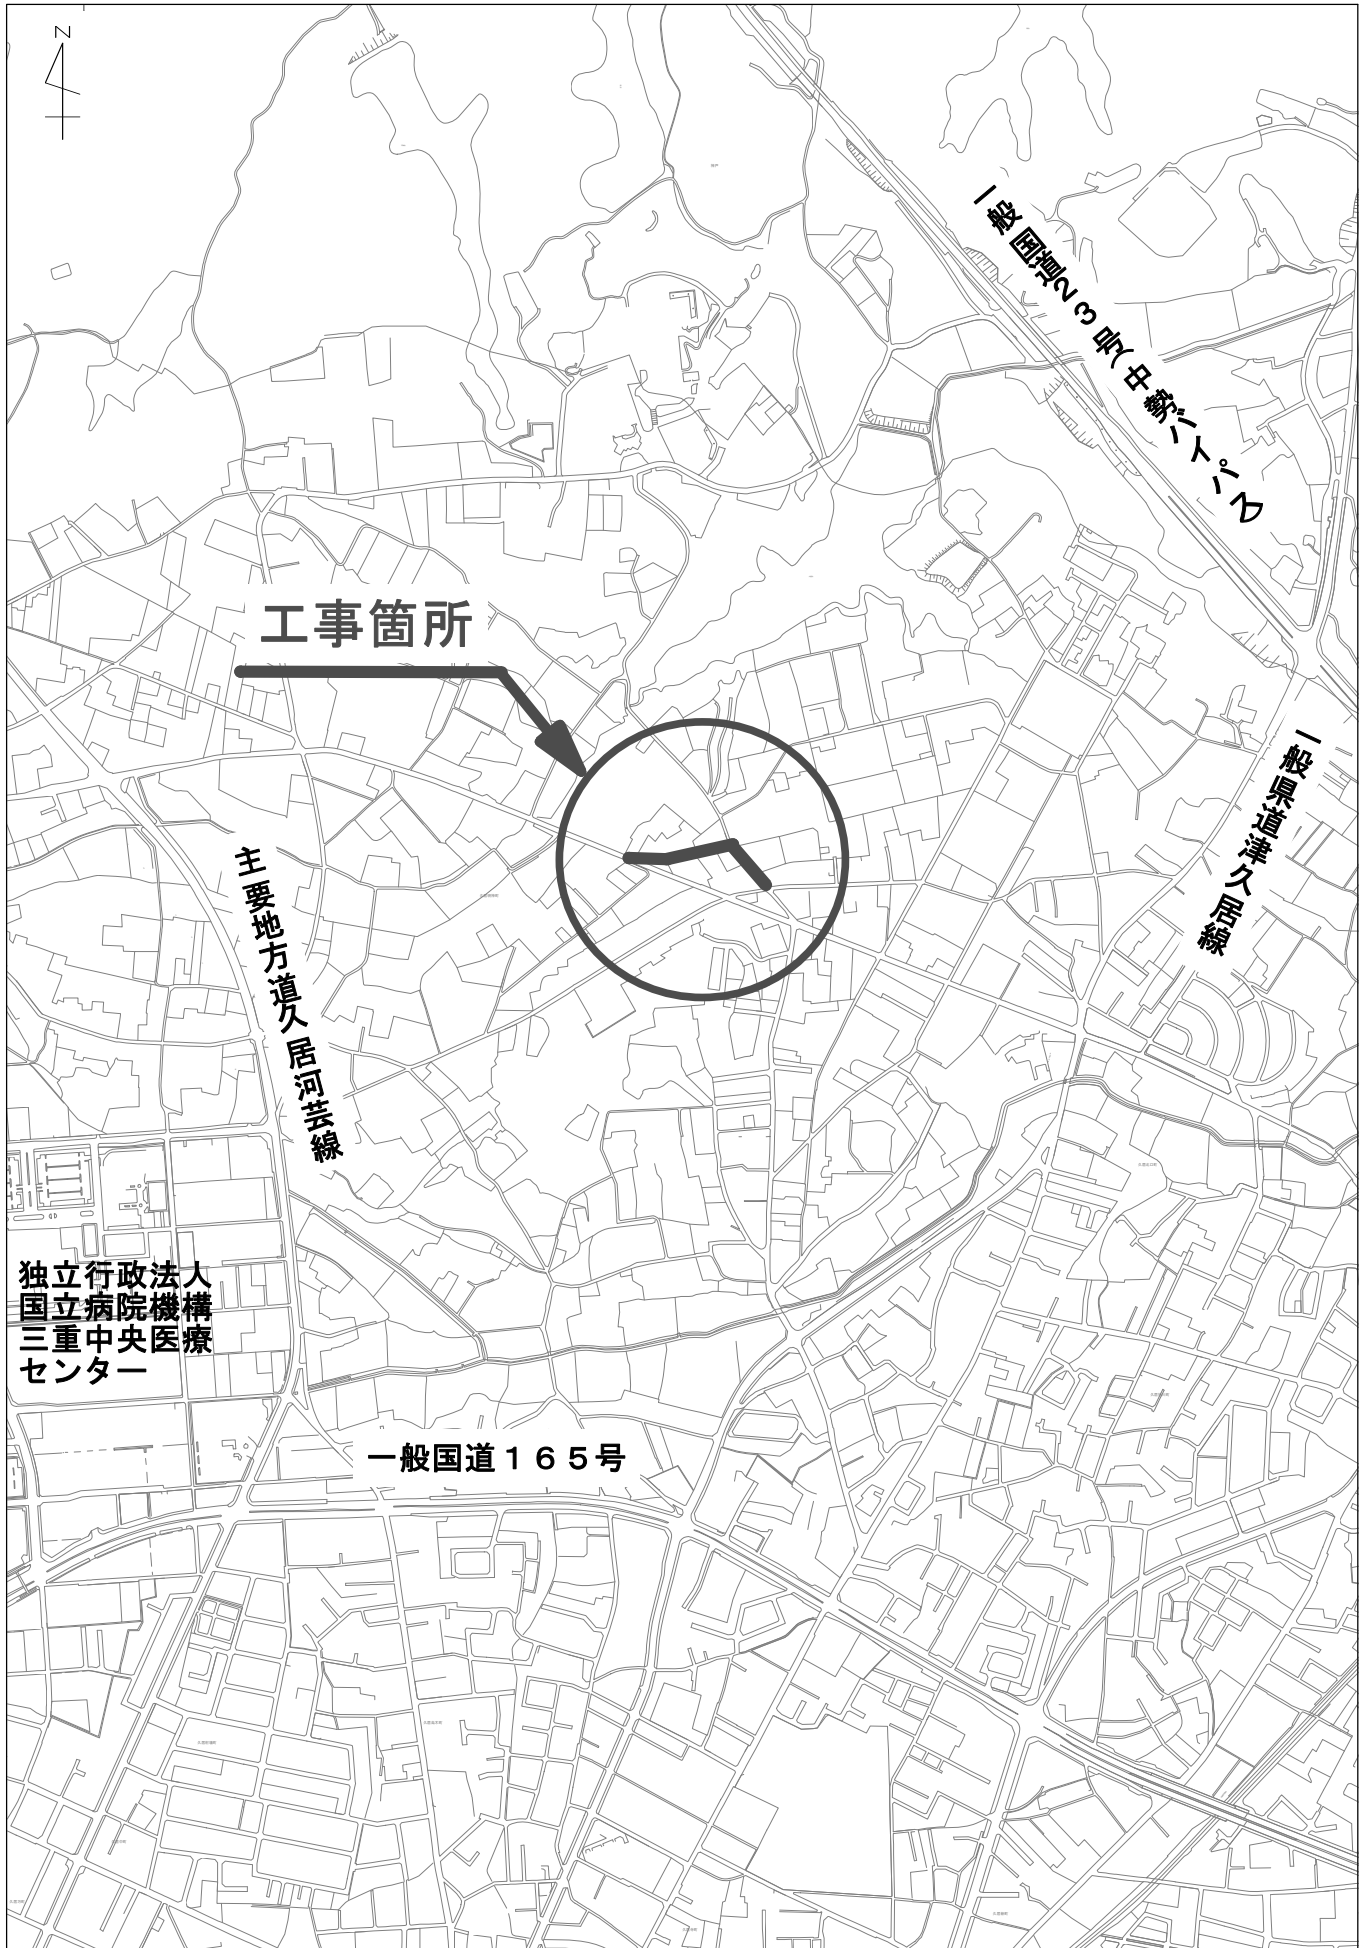 N
一般国道23号(中勢バイパス)
工事箇所
一般県道津久居線
主要地方道久居河芸線
独立行政法人
国立病院機構
三重中央医療
センター
一般国道165号